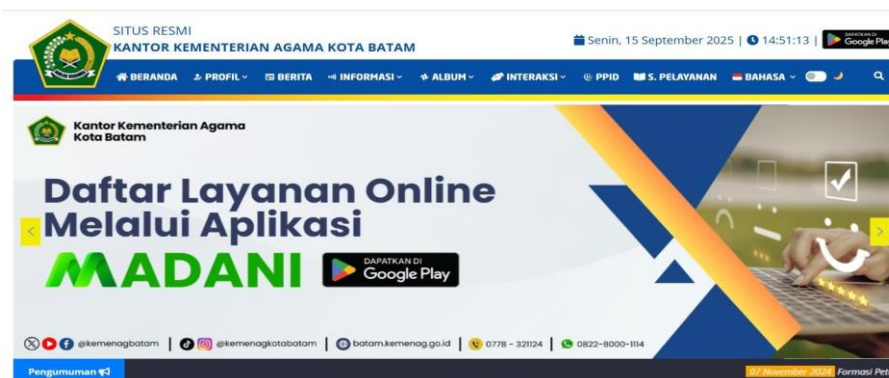 SITUS RESMI
KANTOR KEMENTERIAN AGAMA KOTA BATAM
Senin, 15 September 2025 | 14:51:13 |
DAPATKAN DI
Google Play
BERANDA PROFIL BERITA INFORMASI ALBUM INTERAKSI PPID S. PELAYANAN BAHASA
Kantor Kementerian Agama
Kota Batam
Daftar Layanan Online
Melalui Aplikasi
MADANI
DAPATKAN DI
Google Play
@kemenagbatam | @kemenagkotabatam | batam.kemenag.go.id | 0778 - 321124 | 0822-8000-1114
Pengumuman
07 November 2024 Formasi Pet